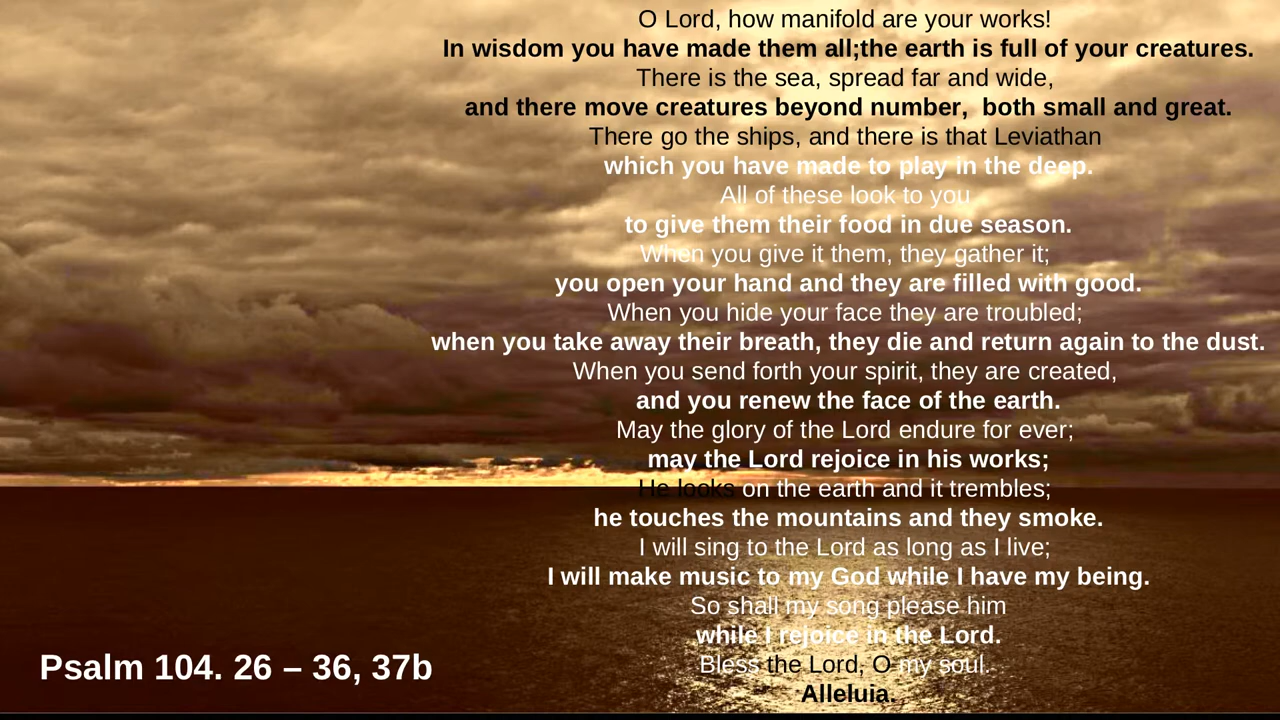 O Lord, how manifold are your works!
In wisdom you have made them all;the earth is full of your creatures.
There is the sea, spread far and wide,
and there move creatures beyond number,  both small and great.
There go the ships, and there is that Leviathan
which you have made to play in the deep.
All of these look to you
to give them their food in due season.
When you give it them, they gather it;
you open your hand and they are filled with good.
When you hide your face they are troubled;
when you take away their breath, they die and return again to the dust.
When you send forth your spirit, they are created,
and you renew the face of the earth.
May the glory of the Lord endure for ever;
may the Lord rejoice in his works;
He looks on the earth and it trembles;
he touches the mountains and they smoke.
I will sing to the Lord as long as I live;
I will make music to my God while I have my being.
So shall my song please him
while I rejoice in the Lord.
Bless the Lord, O my soul.
Alleluia.
Psalm 104. 26 – 36, 37b